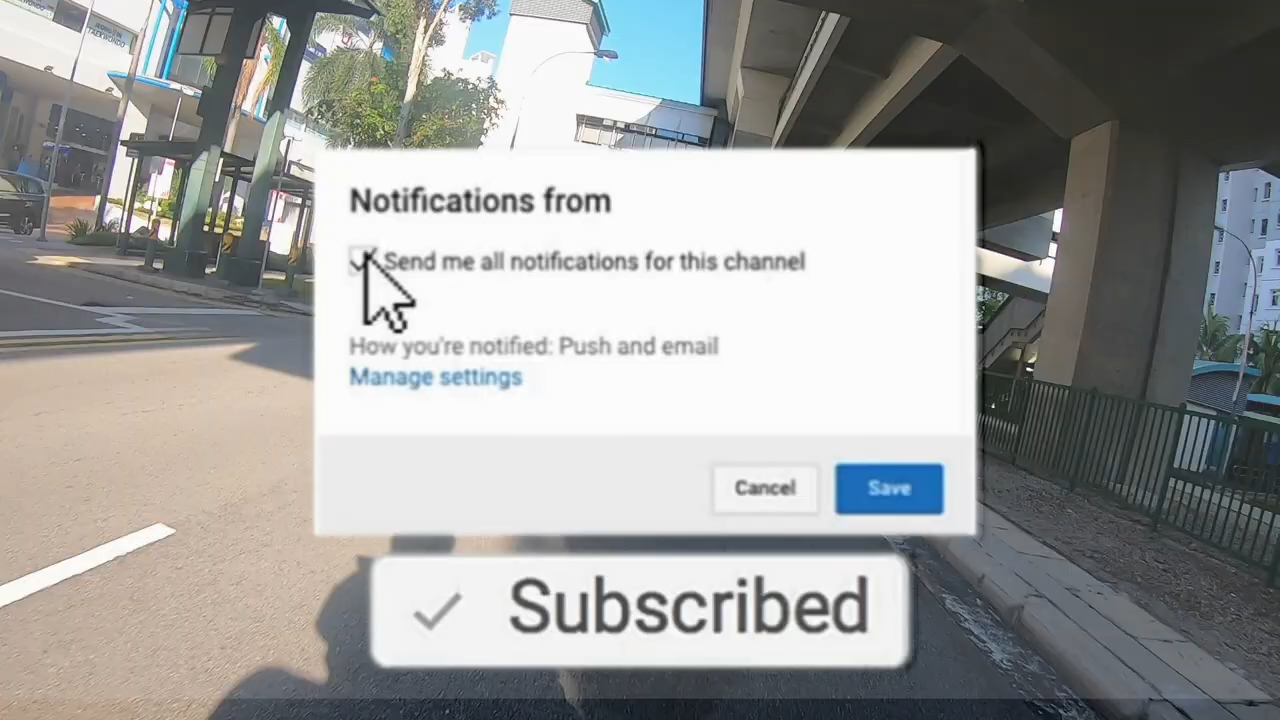 TAEKWONDO
Notifications from
Send me all notifications for this channel
How you're notified: Push and email
Manage settings
Cancel
Save
Subscribed